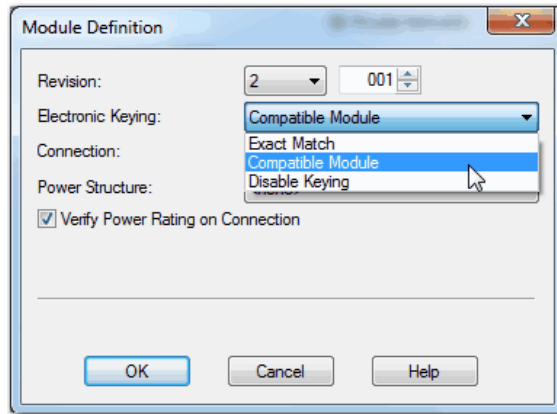 Module Definition
X
Revision: 2 001
Electronic Keying: Compatible Module
Exact Match
Connection: Compatible Module
Power Structure: Disable Keying
Verify Power Rating on Connection
OK Cancel Help